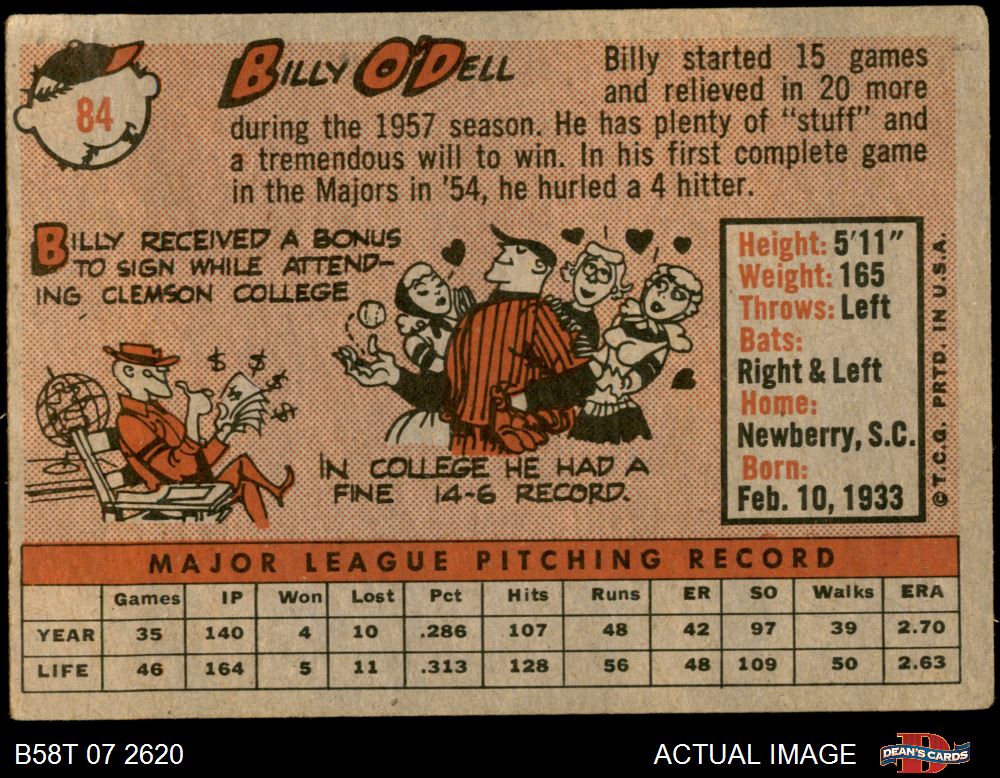 84
BILLY O'DELL
Billy started 15 games
and relieved in 20 more
during the 1957 season. He has plenty of "stuff" and
a tremendous will to win. In his first complete game
in the Majors in '54, he hurled a 4 hitter.
BILLY RECEIVED A BONUS
TO SIGN WHILE ATTEND-
ING CLEMSON COLLEGE
$ $ $ $ $
IN COLLEGE HE HAD A
FINE 14-6 RECORD.
Height: 5'11"
Weight: 165
Throws: Left
Bats:
Right & Left
Home:
Newberry, S.C.
Born:
Feb. 10, 1933
© T.C.G. PRTD. IN U.S.A.
MAJOR LEAGUE PITCHING RECORD
Games IP Won Lost Pct Hits Runs ER SO Walks ERA
YEAR 35 140 4 10 .286 107 48 42 97 39 2.70
LIFE 46 164 5 11 .313 128 56 48 109 50 2.63
B58T 07 2620
ACTUAL IMAGE
D
DEAN'S CARDS